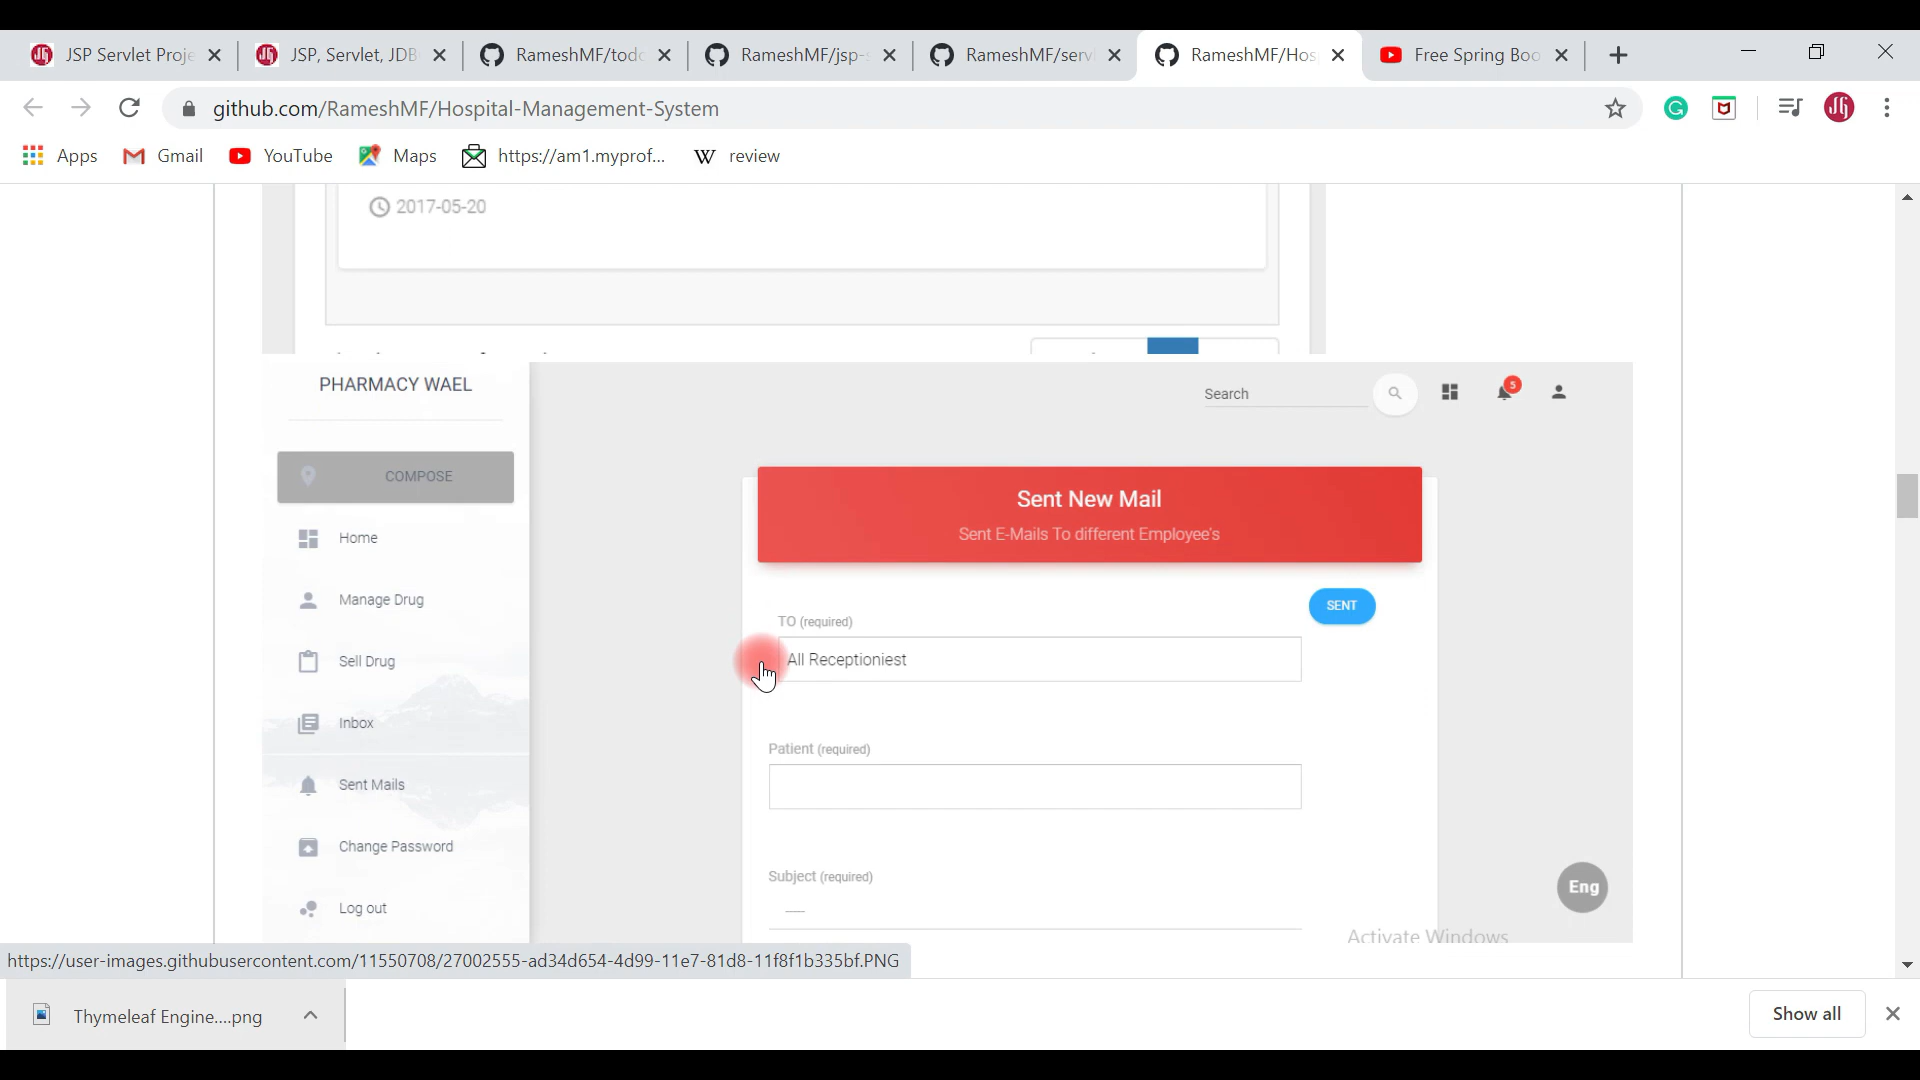 JSP Servlet Proje
JSP, Servlet, JDB
RameshMF/todo
RameshMF/jsp-s
RameshMF/serv
RameshMF/Hos
Free Spring Boo
github.com/RameshMF/Hospital-Management-System
Apps
Gmail
YouTube
Maps
https://am1.myprof...
W review
2017-05-20
PHARMACY WAEL
Search
5
COMPOSE
Sent New Mail
Sent E-Mails To different Employee's
Home
Manage Drug
SENT
TO (required)
Sell Drug
All Receptioniest
Inbox
Patient (required)
Sent Mails
Change Password
Subject (required)
Eng
Log out
Activate Windows
https://user-images.githubusercontent.com/11550708/27002555-ad34d654-4d99-11e7-81d8-11f8f1b335bf.PNG
Thymeleaf Engine....png
Show all